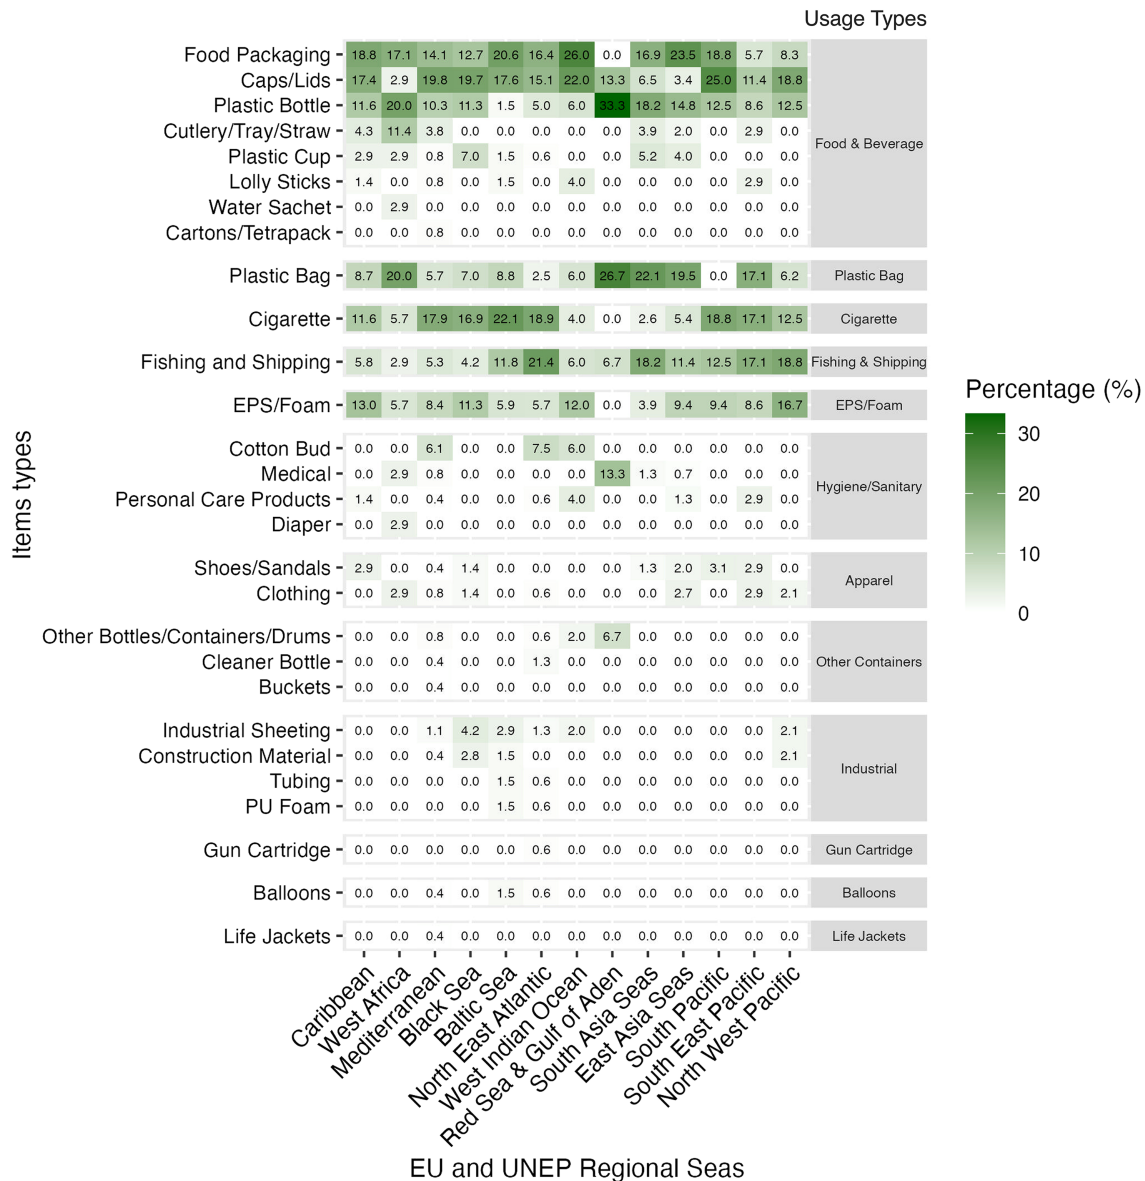 Usage Types
Food Packaging 18.8 17.1 14.1 12.7 20.6 16.4 26.0 0.0 16.9 23.5 18.8 5.7 8.3
Caps/Lids 17.4 2.9 19.8 19.7 17.6 15.1 22.0 13.3 6.5 3.4 25.0 11.4 18.8
Plastic Bottle 11.6 20.0 10.3 11.3 1.5 5.0 6.0 33.3 18.2 14.8 12.5 8.6 12.5
Cutlery/Tray/Straw 4.3 11.4 3.8 0.0 0.0 0.0 0.0 0.0 3.9 2.0 0.0 2.9 0.0
Food & Beverage
Plastic Cup 2.9 2.9 0.8 7.0 1.5 0.6 0.0 0.0 5.2 4.0 0.0 0.0 0.0
Lolly Sticks 1.4 0.0 0.8 0.0 1.5 0.0 4.0 0.0 0.0 0.0 0.0 2.9 0.0
Water Sachet 0.0 2.9 0.0 0.0 0.0 0.0 0.0 0.0 0.0 0.0 0.0 0.0 0.0
Cartons/Tetrapack 0.0 0.0 0.8 0.0 0.0 0.0 0.0 0.0 0.0 0.0 0.0 0.0 0.0
Plastic Bag 8.7 20.0 5.7 7.0 8.8 2.5 6.0 26.7 22.1 19.5 0.0 17.1 6.2 Plastic Bag
Cigarette 11.6 5.7 17.9 16.9 22.1 18.9 4.0 0.0 2.6 5.4 18.8 17.1 12.5 Cigarette
Fishing and Shipping 5.8 2.9 5.3 4.2 11.8 21.4 6.0 6.7 18.2 11.4 12.5 17.1 18.8 Fishing & Shipping
EPS/Foam 13.0 5.7 8.4 11.3 5.9 5.7 12.0 0.0 3.9 9.4 9.4 8.6 16.7 EPS/Foam
Cotton Bud 0.0 0.0 6.1 0.0 0.0 7.5 6.0 0.0 0.0 0.0 0.0 0.0 0.0
Medical 0.0 2.9 0.8 0.0 0.0 0.0 0.0 13.3 1.3 0.7 0.0 0.0 0.0
Hygiene/Sanitary
Personal Care Products 1.4 0.0 0.4 0.0 0.0 0.6 4.0 0.0 0.0 1.3 0.0 2.9 0.0
Diaper 0.0 2.9 0.0 0.0 0.0 0.0 0.0 0.0 0.0 0.0 0.0 0.0 0.0
Shoes/Sandals 2.9 0.0 0.4 1.4 0.0 0.0 0.0 0.0 1.3 2.0 3.1 2.9 0.0
Apparel
Clothing 0.0 2.9 0.8 1.4 0.0 0.6 0.0 0.0 0.0 2.7 0.0 2.9 2.1
Other Bottles/Containers/Drums 0.0 0.0 0.8 0.0 0.0 0.6 2.0 6.7 0.0 0.0 0.0 0.0 0.0
Cleaner Bottle 0.0 0.0 0.4 0.0 0.0 1.3 0.0 0.0 0.0 0.0 0.0 0.0 0.0 Other Containers
Buckets 0.0 0.0 0.4 0.0 0.0 0.0 0.0 0.0 0.0 0.0 0.0 0.0 0.0
Industrial Sheeting 0.0 0.0 1.1 4.2 2.9 1.3 2.0 0.0 0.0 0.0 0.0 0.0 2.1
Construction Material 0.0 0.0 0.4 2.8 1.5 0.0 0.0 0.0 0.0 0.0 0.0 0.0 2.1
Industrial
Tubing 0.0 0.0 0.0 0.0 1.5 0.6 0.0 0.0 0.0 0.0 0.0 0.0 0.0
PU Foam 0.0 0.0 0.0 0.0 1.5 0.6 0.0 0.0 0.0 0.0 0.0 0.0 0.0
Gun Cartridge 0.0 0.0 0.0 0.0 0.0 0.6 0.0 0.0 0.0 0.0 0.0 0.0 0.0 Gun Cartridge
Balloons 0.0 0.0 0.4 0.0 1.5 0.6 0.0 0.0 0.0 0.0 0.0 0.0 0.0 Balloons
Life Jackets 0.0 0.0 0.4 0.0 0.0 0.0 0.0 0.0 0.0 0.0 0.0 0.0 0.0 Life Jackets
Caribbean
West Africa
Mediterranean
Black Sea
Baltic Sea
North East Atlantic
West Indian Ocean
Red Sea & Gulf of Aden
South Asia Seas
East Asia Seas
South Pacific
South East Pacific
North West Pacific
EU and UNEP Regional Seas
Items types
Percentage (%)
30
20
10
0